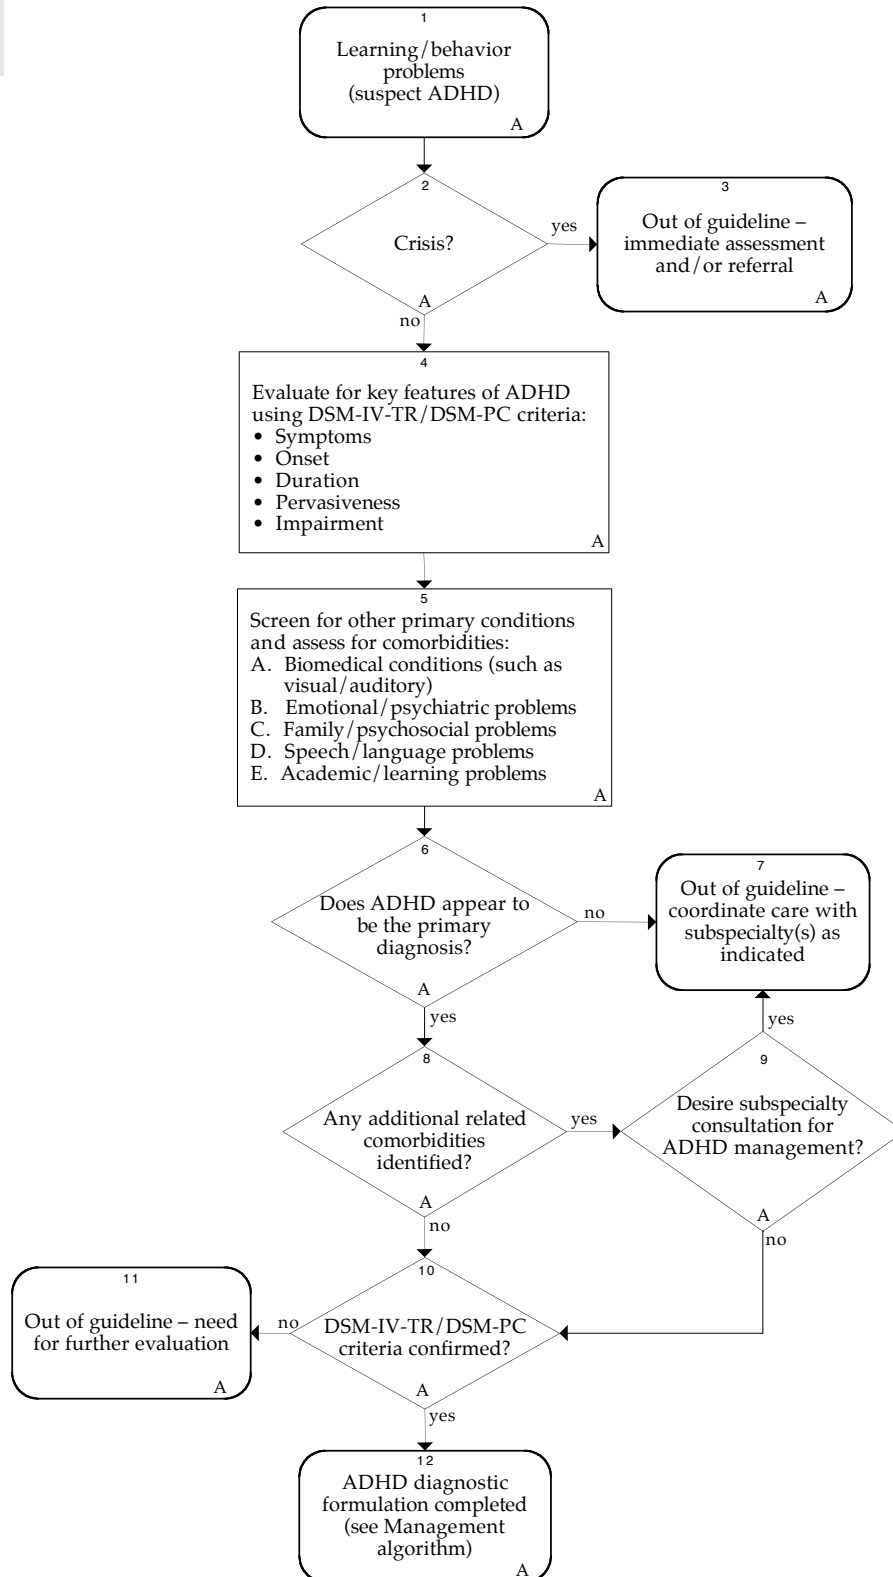 1
Learning/behavior
problems
(suspect ADHD)
A
2
Crisis?
A
yes
no
3
Out of guideline –
immediate assessment
and/or referral
A
4
Evaluate for key features of ADHD
using DSM-IV-TR/DSM-PC criteria:
• Symptoms
• Onset
• Duration
• Pervasiveness
• Impairment
A
5
Screen for other primary conditions
and assess for comorbidities:
A. Biomedical conditions (such as
visual/auditory)
B. Emotional/psychiatric problems
C. Family/psychosocial problems
D. Speech/language problems
E. Academic/learning problems
A
6
Does ADHD appear to
be the primary
diagnosis?
A
no
yes
7
Out of guideline –
coordinate care with
subspecialty(s) as
indicated
yes
8
Any additional related
comorbidities
identified?
A
yes
no
9
Desire subspecialty
consultation for
ADHD management?
A
no
10
DSM-IV-TR/DSM-PC
criteria confirmed?
A
no
yes
11
Out of guideline – need
for further evaluation
A
12
ADHD diagnostic
formulation completed
(see Management
algorithm)
A